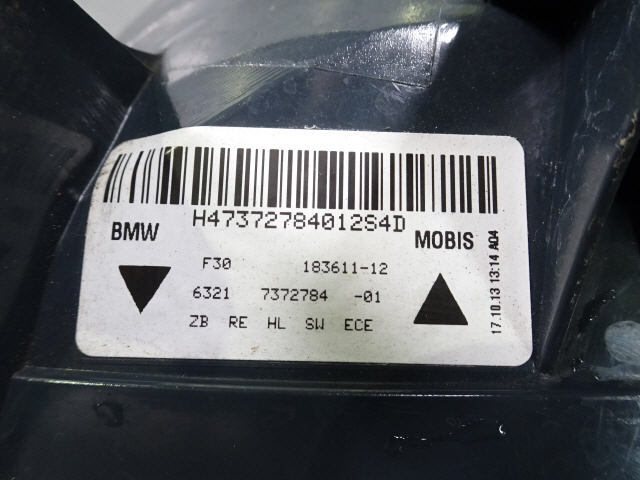 H47372784012S4D
BMW
MOBIS
F30 183611-12
6321 7372784 -01
ZB RE HL SW ECE
17.10.13 13:14 A04